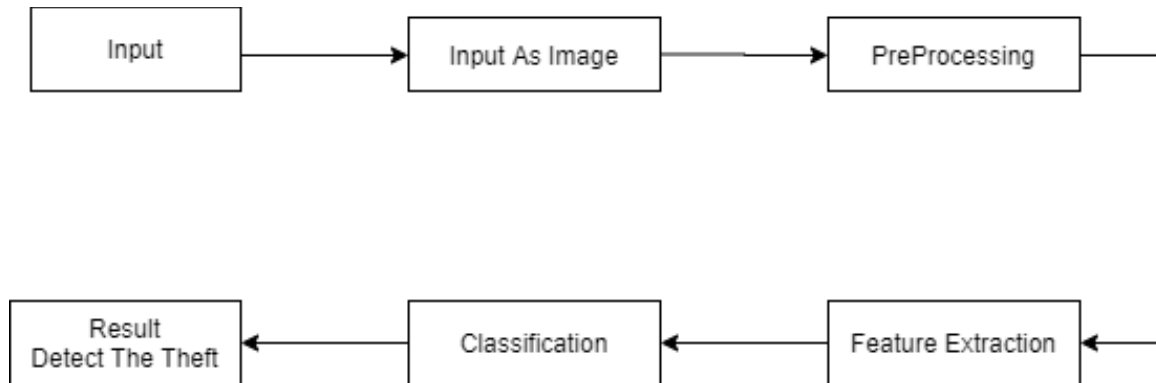 Input
Input As Image
PreProcessing
Feature Extraction
Classification
Result
Detect The Theft